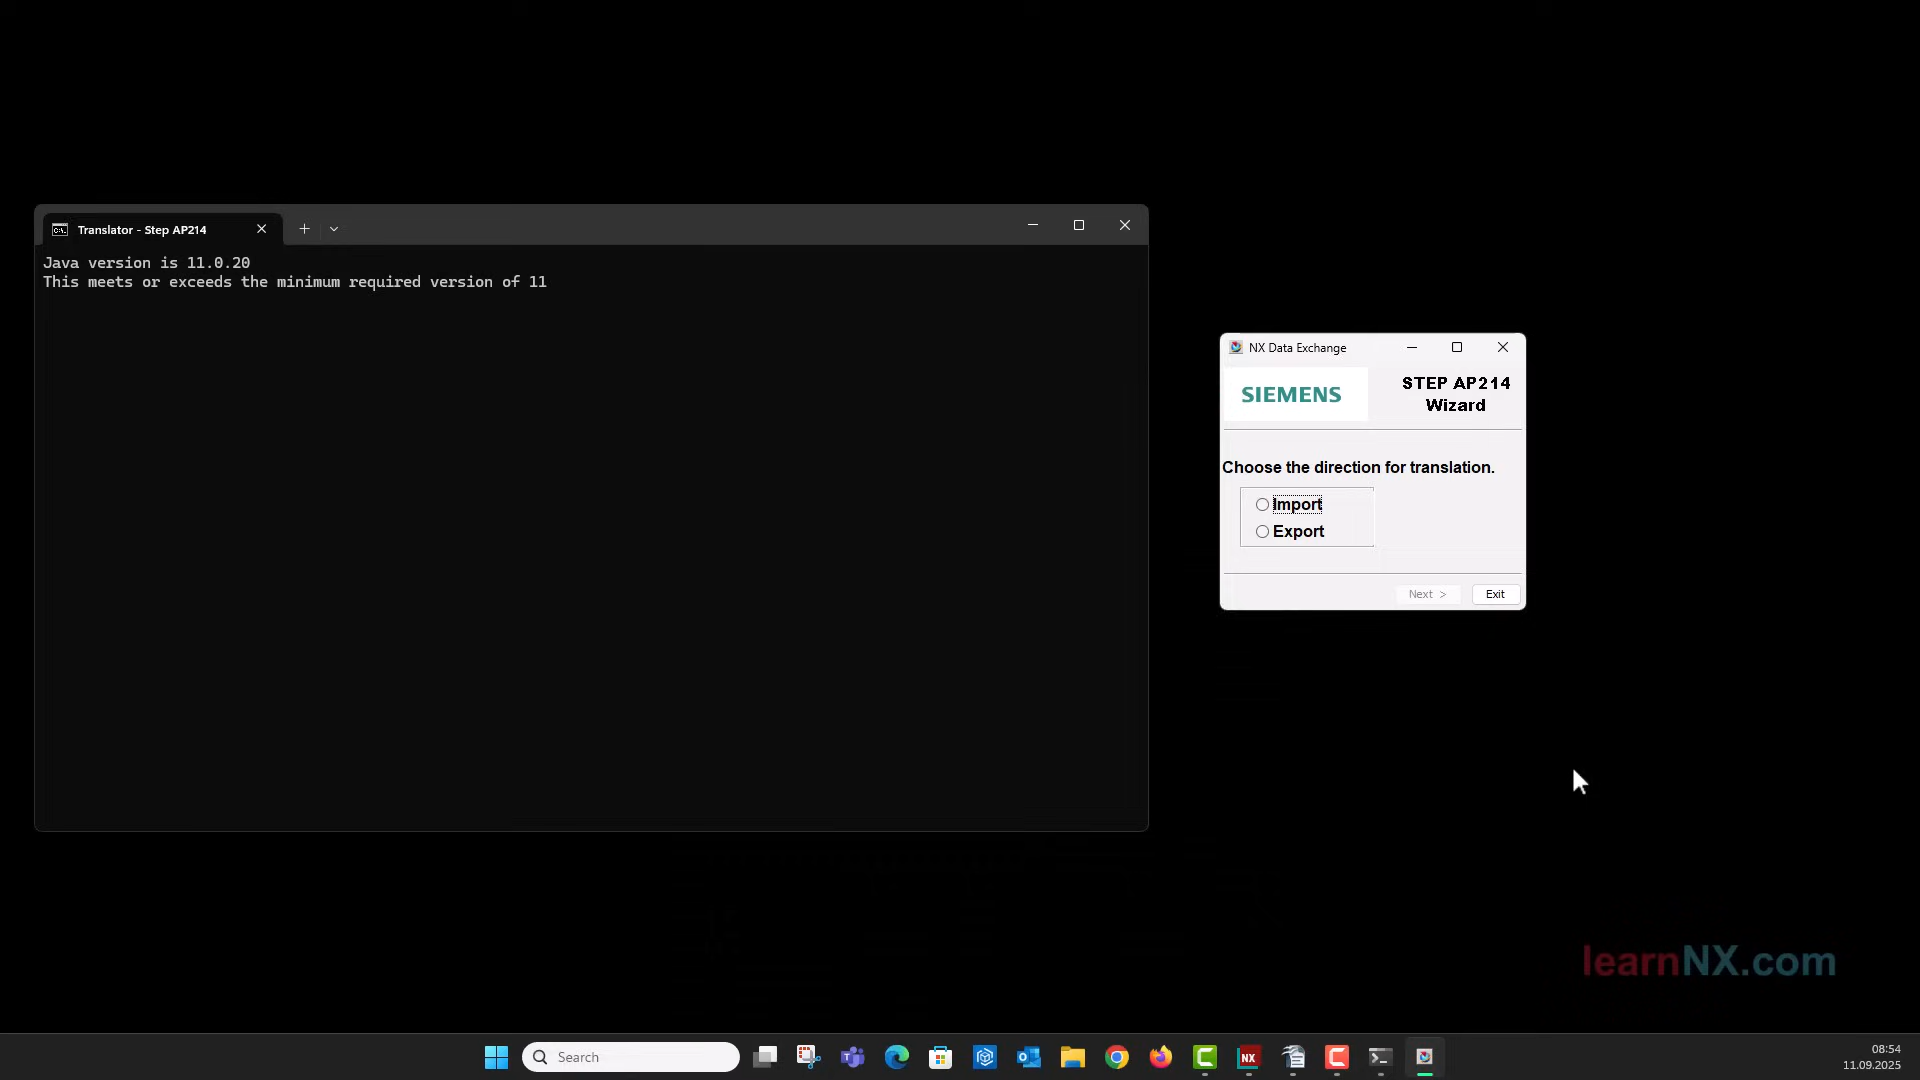 Translator - Step AP214
Java version is 11.0.20
This meets or exceeds the minimum required version of 11
NX Data Exchange
SIEMENS
STEP AP214
Wizard
Choose the direction for translation.
Import
Export
Next >
Exit
learnNX.com
Search
NX
08:54
11.09.2025